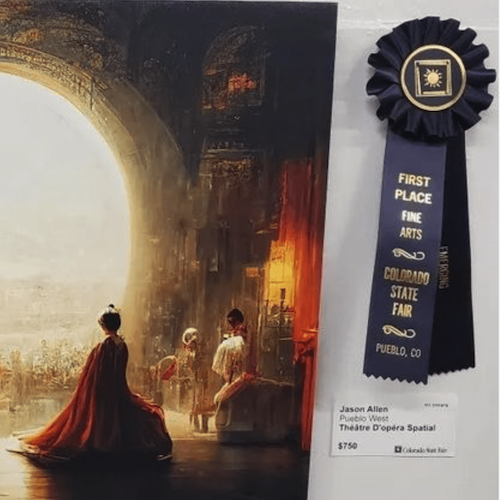 FIRST
PLACE
FINE
ARTS
COLORADO
STATE
FAIR
PUEBLO, CO
EMERGING
Jason Allen
Pueblo West
Théâtre D'opéra Spatial
$750
Colorado State Fair